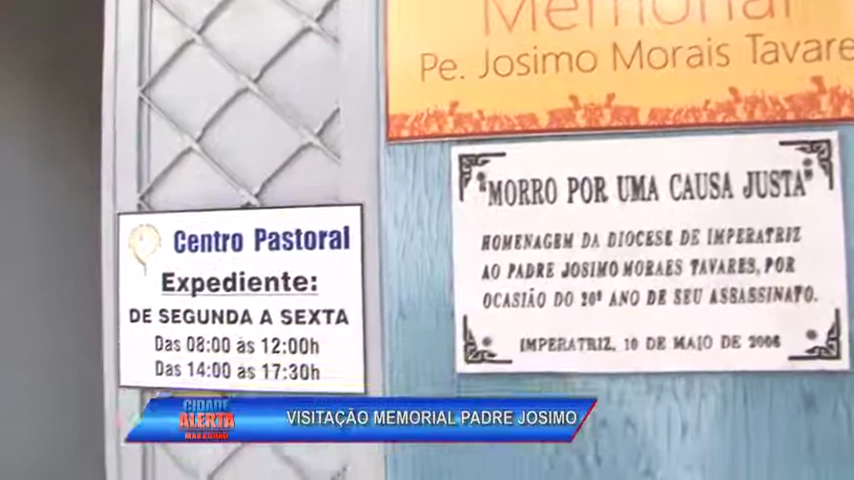 Memorial
Pe. Josimo Morais Tavare
"MORRO POR UMA CAUSA JUSTA"
HOMENAGEM DA DIOCESE DE IMPERATRIZ
AO PADRE JOSIMO MORAES TAVARES, POR
OCASIÃO DO 20º ANO DE SEU ASSASSINATO.
IMPERATRIZ, 10 DE MAIO DE 2006
Centro Pastoral
Expediente:
DE SEGUNDA A SEXTA
Das 08:00 às 12:00h
Das 14:00 às 17:30h
CIDADE
ALERTA
MARANHÃO
VISITAÇÃO MEMORIAL PADRE JOSIMO